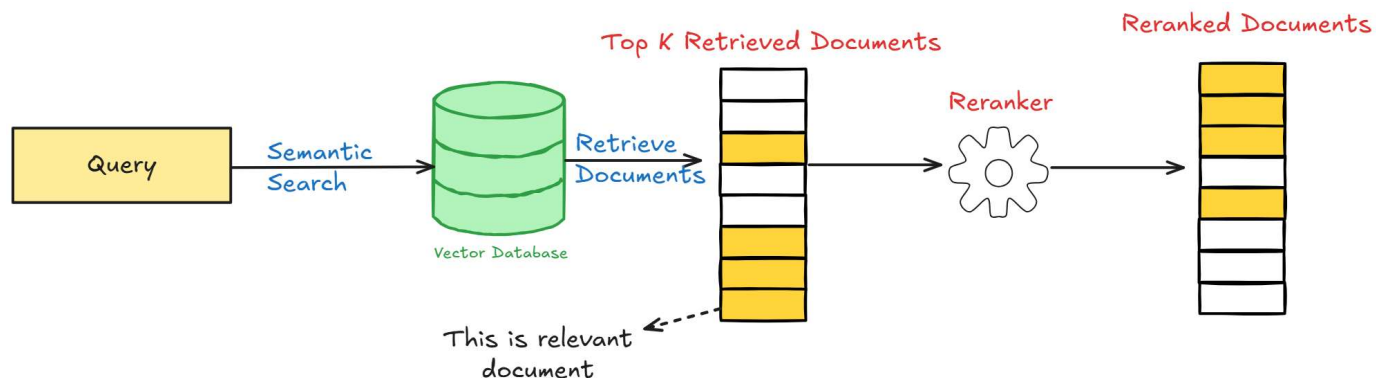 Query
Semantic
Search
Vector Database
Retrieve
Documents
Top K Retrieved Documents
This is relevant
document
Reranker
Reranked Documents